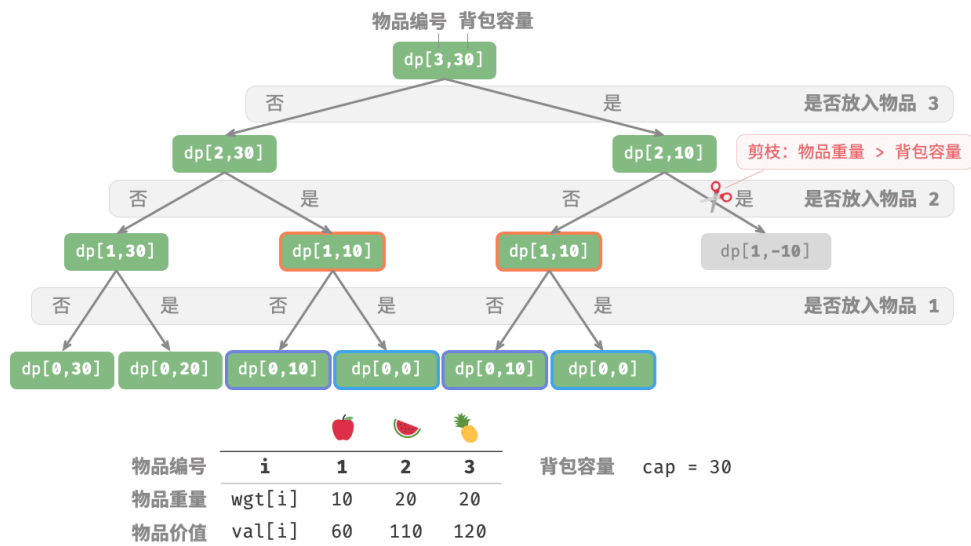 物品编号 背包容量
dp[3,30]
否 是 是否放入物品 3
dp[2,30] dp[2,10] 剪枝：物品重量 > 背包容量
否 是 否 是 是否放入物品 2
dp[1,30] dp[1,10] dp[1,10] dp[1,-10]
否 是 否 是 否 是 是否放入物品 1
dp[0,30] dp[0,20] dp[0,10] dp[0,0] dp[0,10] dp[0,0]
物品编号 i 1 2 3 背包容量 cap = 30
物品重量 wgt[i] 10 20 20
物品价值 val[i] 60 110 120